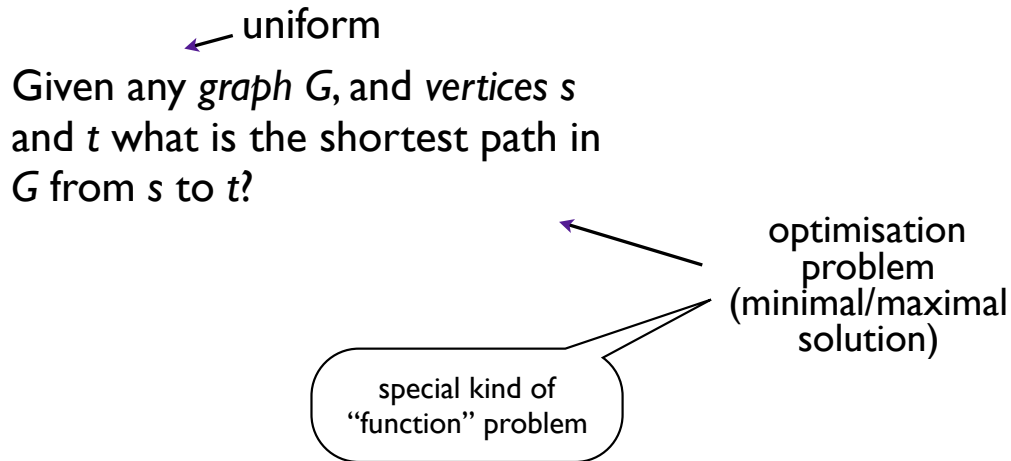 uniform
Given any graph G, and vertices s
and t what is the shortest path in
G from s to t?
optimisation
problem
(minimal/maximal
solution)
special kind of
“function” problem